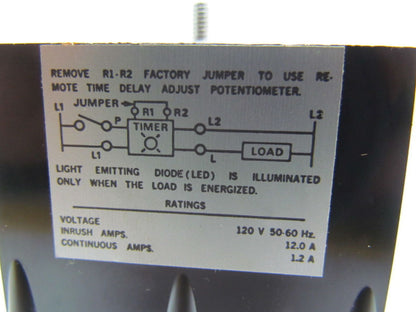 REMOVE R1-R2 FACTORY JUMPER TO USE RE-
MOTE TIME DELAY ADJUST POTENTIOMETER.
L1 JUMPER R1 R2 L2
P TIMER L2
L1 L LOAD
LIGHT EMITTING DIODE (LED) IS ILLUMINATED
ONLY WHEN THE LOAD IS ENERGIZED.
RATINGS
VOLTAGE 120 V 50-60 Hz.
INRUSH AMPS. 12.0 A
CONTINUOUS AMPS. 1.2 A